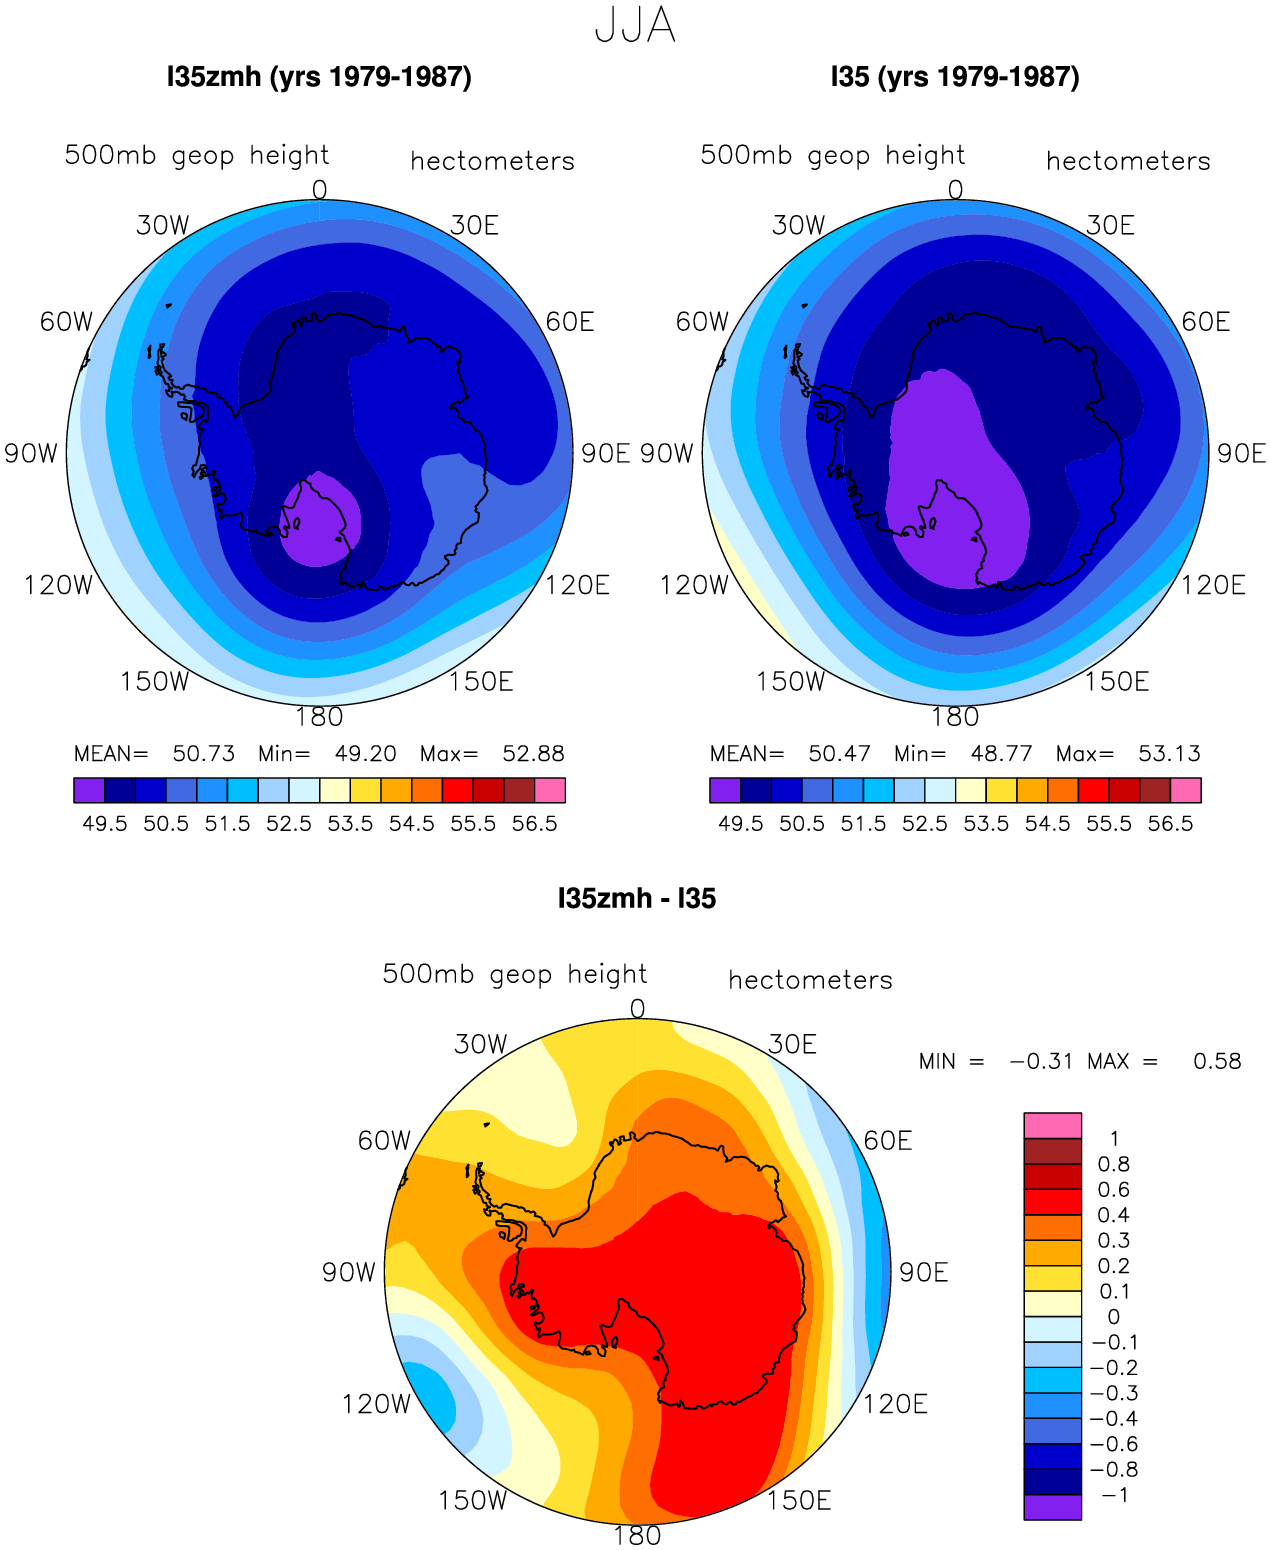 JJA
l35zmh (yrs 1979-1987)
l35 (yrs 1979-1987)
500mb geop height hectometers
0
30W 30E
60W 60E
90W 90E
120W 120E
150W 150E
180
MEAN= 50.73 Min= 49.20 Max= 52.88
49.5 50.5 51.5 52.5 53.5 54.5 55.5 56.5
500mb geop height hectometers
0
30W 30E
60W 60E
90W 90E
120W 120E
150W 150E
180
MEAN= 50.47 Min= 48.77 Max= 53.13
49.5 50.5 51.5 52.5 53.5 54.5 55.5 56.5
l35zmh - l35
500mb geop height hectometers
0
30W 30E
60W 60E
90W 90E
120W 120E
150W 150E
180
MIN = -0.31 MAX = 0.58
1
0.8
0.6
0.4
0.3
0.2
0.1
0
-0.1
-0.2
-0.3
-0.4
-0.6
-0.8
-1